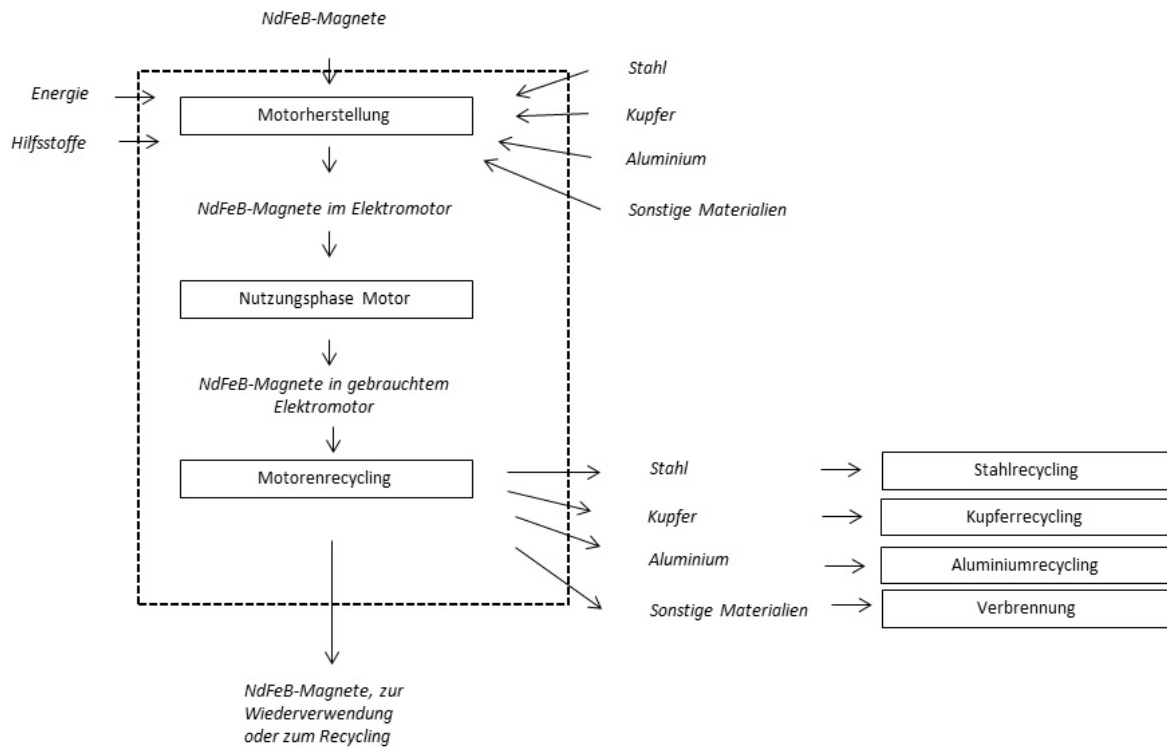 NdFeB-Magnete
Stahl
Energie
Motorherstellung
Kupfer
Hilfsstoffe
Aluminium
NdFeB-Magnete im Elektromotor
Sonstige Materialien
Nutzungsphase Motor
NdFeB-Magnete in gebrauchtem
Elektromotor
Motorenrecycling
Stahl
Stahlrecycling
Kupfer
Kupferrecycling
Aluminium
Aluminiumrecycling
Sonstige Materialien
Verbrennung
NdFeB-Magnete, zur
Wiederverwendung
oder zum Recycling